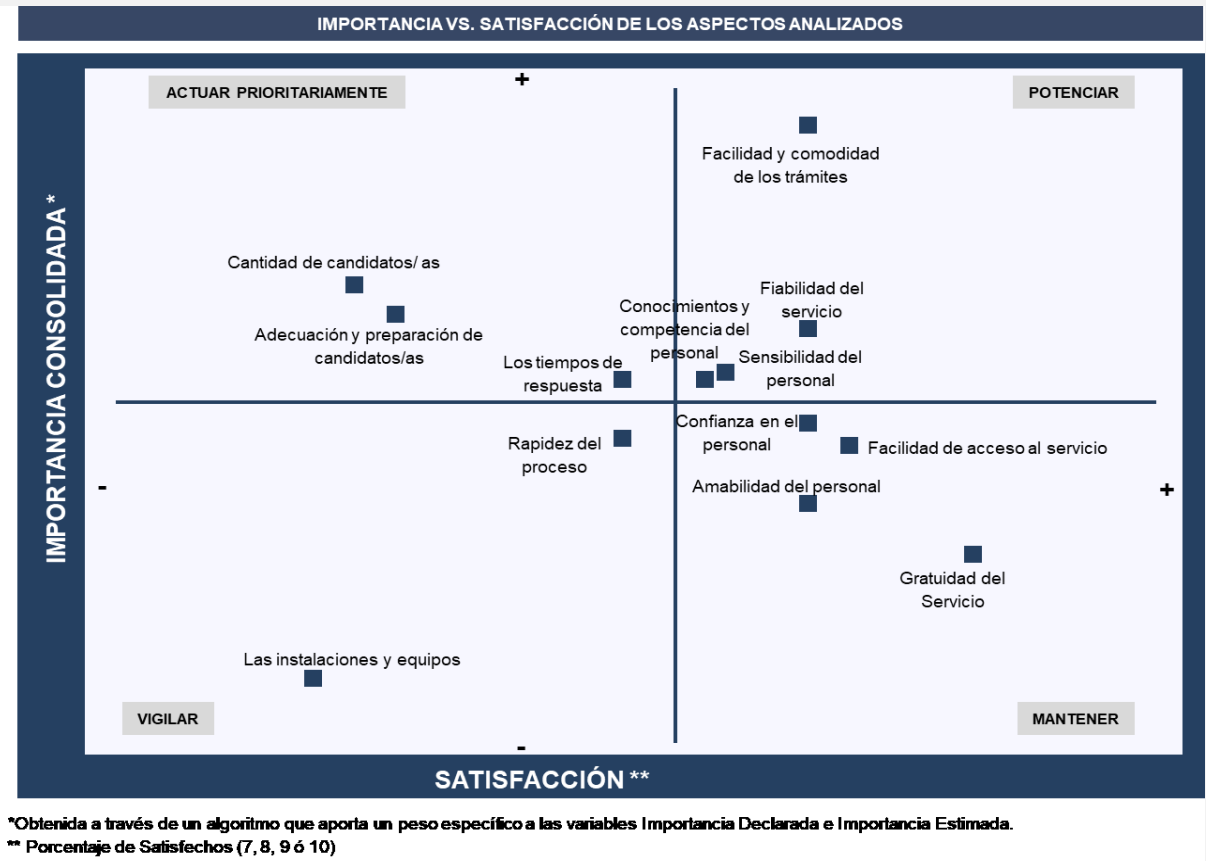 IMPORTANCIA VS. SATISFACCIÓN DE LOS ASPECTOS ANALIZADOS
ACTUAR PRIORITARIAMENTE
+
POTENCIAR
Facilidad y comodidad
de los trámites
IMPORTANCIA CONSOLIDADA *
Cantidad de candidatos/ as
Adecuación y preparación de
candidatos/as
Fiabilidad del
servicio
Conocimientos y
competencia del
personal
Sensibilidad del
personal
Los tiempos de
respuesta
Confianza en el
personal
Rapidez del
proceso
Facilidad de acceso al servicio
-
Amabilidad del personal
+
Gratuidad del
Servicio
Las instalaciones y equipos
VIGILAR
MANTENER
-
SATISFACCIÓN **
*Obtenida a través de un algoritmo que aporta un peso específico a las variables Importancia Declarada e Importancia Estimada.
** Porcentaje de Satisfechos (7, 8, 9 ó 10)